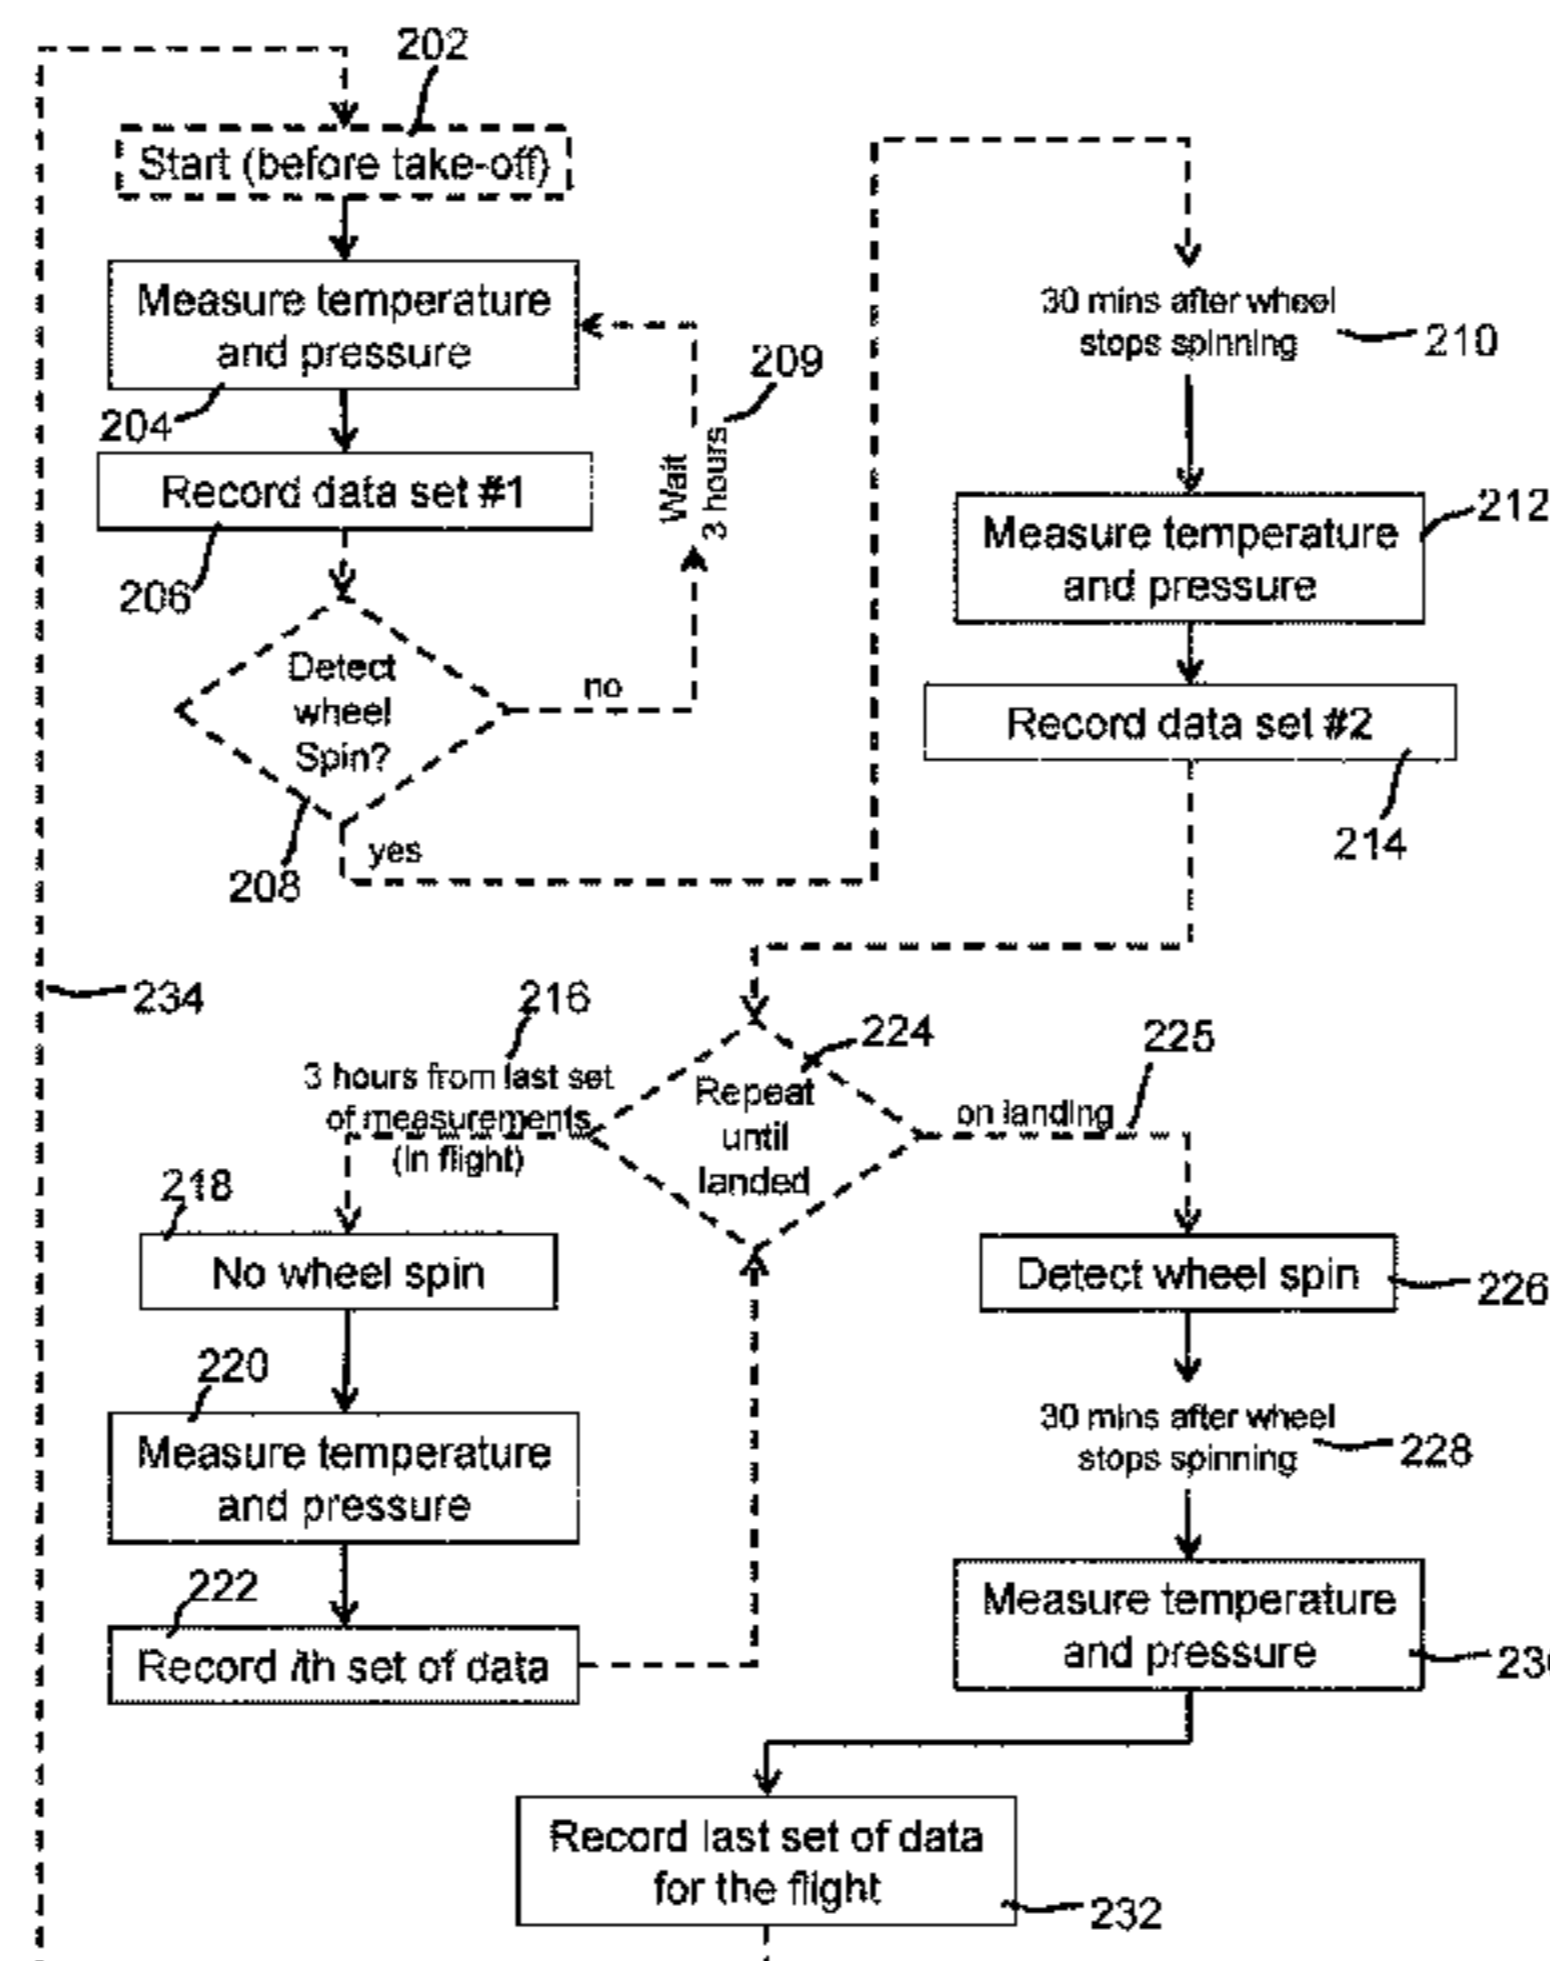 202
Start (before take-off)
Measure temperature
and pressure
204
209
Wait
3 hours
Record data set #1
206
Detect
wheel
Spin?
no
yes
208
30 mins after wheel
stops spinning
210
Measure temperature
and pressure
212
Record data set #2
214
234
216
3 hours from last set
of measurements
(In flight)
224
Repeat
until
landed
225
on landing
218
No wheel spin
220
Measure temperature
and pressure
222
Record ith set of data
Detect wheel spin
226
30 mins after wheel
stops spinning
228
Measure temperature
and pressure
Record last set of data
for the flight
232